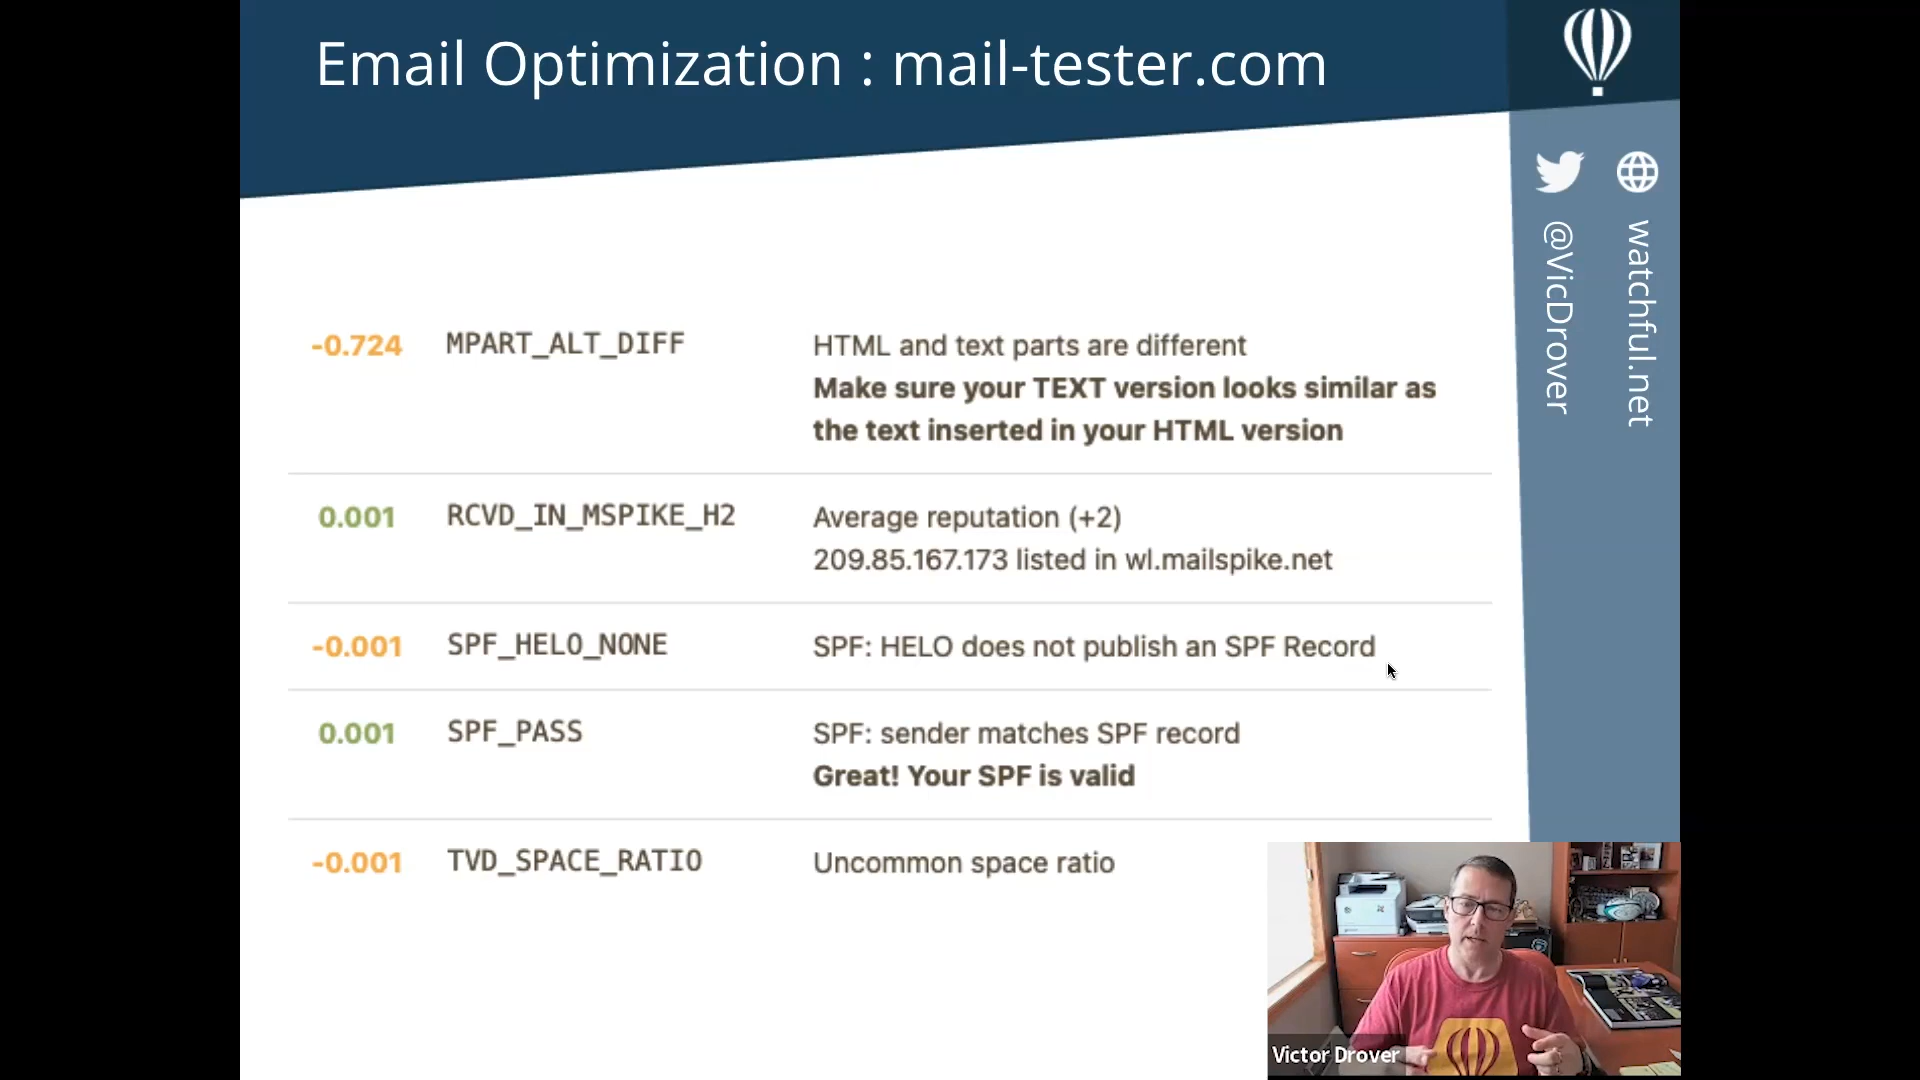 Email Optimization : mail-tester.com
@VicDrover
watchful.net
-0.724 MPART_ALT_DIFF HTML and text parts are different
Make sure your TEXT version looks similar as
the text inserted in your HTML version
0.001 RCVD_IN_MSPIKE_H2 Average reputation (+2)
209.85.167.173 listed in wl.mailspike.net
-0.001 SPF_HELO_NONE SPF: HELO does not publish an SPF Record
0.001 SPF_PASS SPF: sender matches SPF record
Great! Your SPF is valid
-0.001 TVD_SPACE_RATIO Uncommon space ratio
Victor Drover